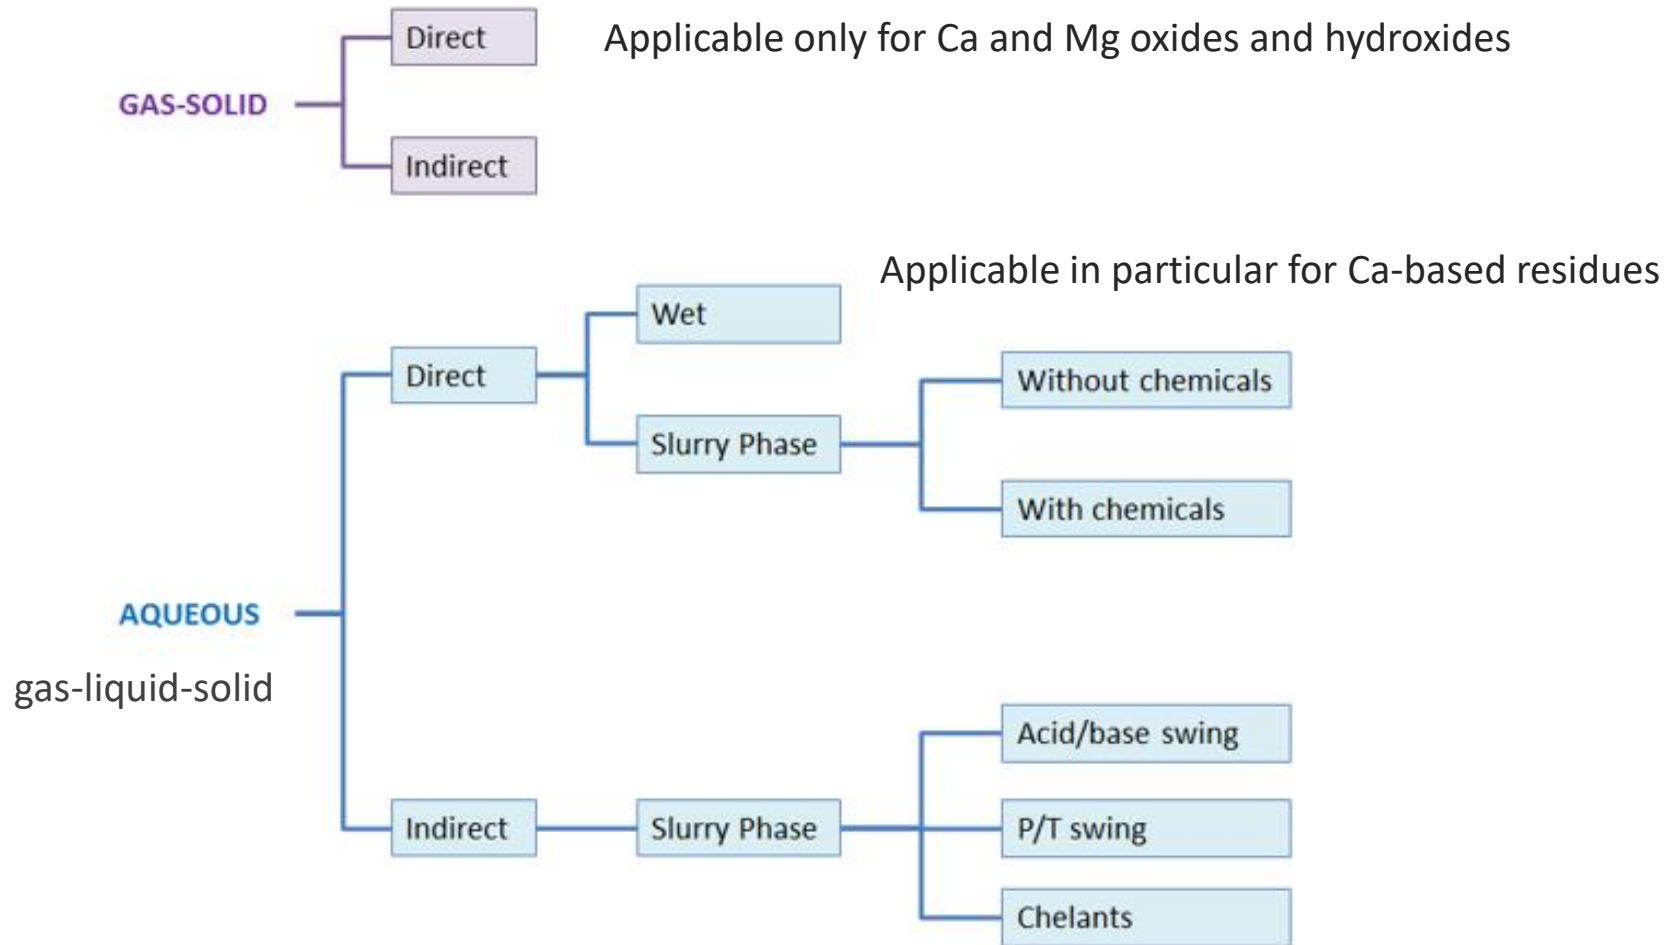 Direct
Applicable only for Ca and Mg oxides and hydroxides
GAS-SOLID
Indirect
Applicable in particular for Ca-based residues
Wet
Direct
Without chemicals
Slurry Phase
With chemicals
AQUEOUS
gas-liquid-solid
Acid/base swing
Indirect
Slurry Phase
P/T swing
Chelants